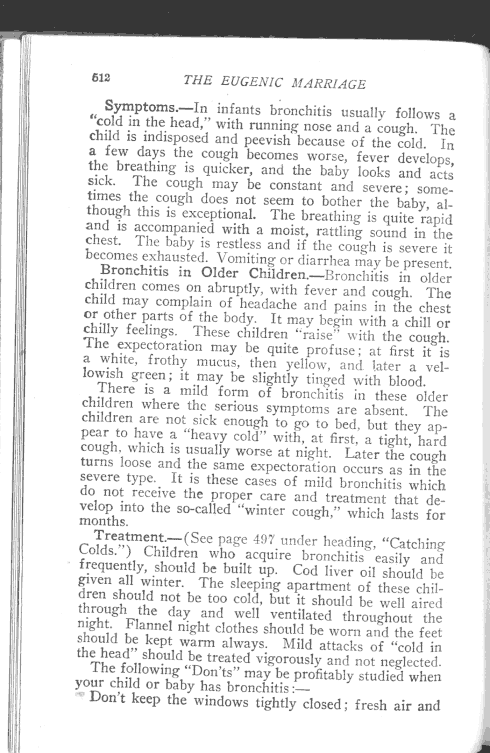 512 THE EUGENIC MARRIAGE
Symptoms.—In infants bronchitis usually follows a
"cold in the head," with running nose and a cough. The
child is indisposed and peevish because of the cold. In
a few days the cough becomes worse, fever develops,
the breathing is quicker, and the baby looks and acts
sick. The cough may be constant and severe; some-
times the cough does not seem to bother the baby, al-
though this is exceptional. The breathing is quite rapid
and is accompanied with a moist, rattling sound in the
chest. The baby is restless and if the cough is severe it
becomes exhausted. Vomiting or diarrhea may be present.
Bronchitis in Older Children.—Bronchitis in older
children comes on abruptly, with fever and cough. The
child may complain of headache and pains in the chest
or other parts of the body. It may begin with a chill or
chilly feelings. These children "raise" with the cough.
The expectoration may be quite profuse; at first it is
a white, frothy mucus, then yellow, and later a yel-
lowish green; it may be slightly tinged with blood.
There is a mild form of bronchitis in these older
children where the serious symptoms are absent. The
children are not sick enough to go to bed, but they ap-
pear to have a "heavy cold" with, at first, a tight, hard
cough, which is usually worse at night. Later the cough
turns loose and the same expectoration occurs as in the
severe type. It is these cases of mild bronchitis which
do not receive the proper care and treatment that de-
velop into the so-called "winter cough," which lasts for
months.
Treatment.—(See page 497 under heading, "Catching
Colds.") Children who acquire bronchitis easily and
frequently, should be built up. Cod liver oil should be
given all winter. The sleeping apartment of these chil-
dren should not be too cold, but it should be well aired
through the day and well ventilated throughout the
night. Flannel night clothes should be worn and the feet
should be kept warm always. Mild attacks of "cold in
the head" should be treated vigorously and not neglected.
The following "Don'ts" may be profitably studied when
your child or baby has bronchitis:—
Don't keep the windows tightly closed; fresh air and